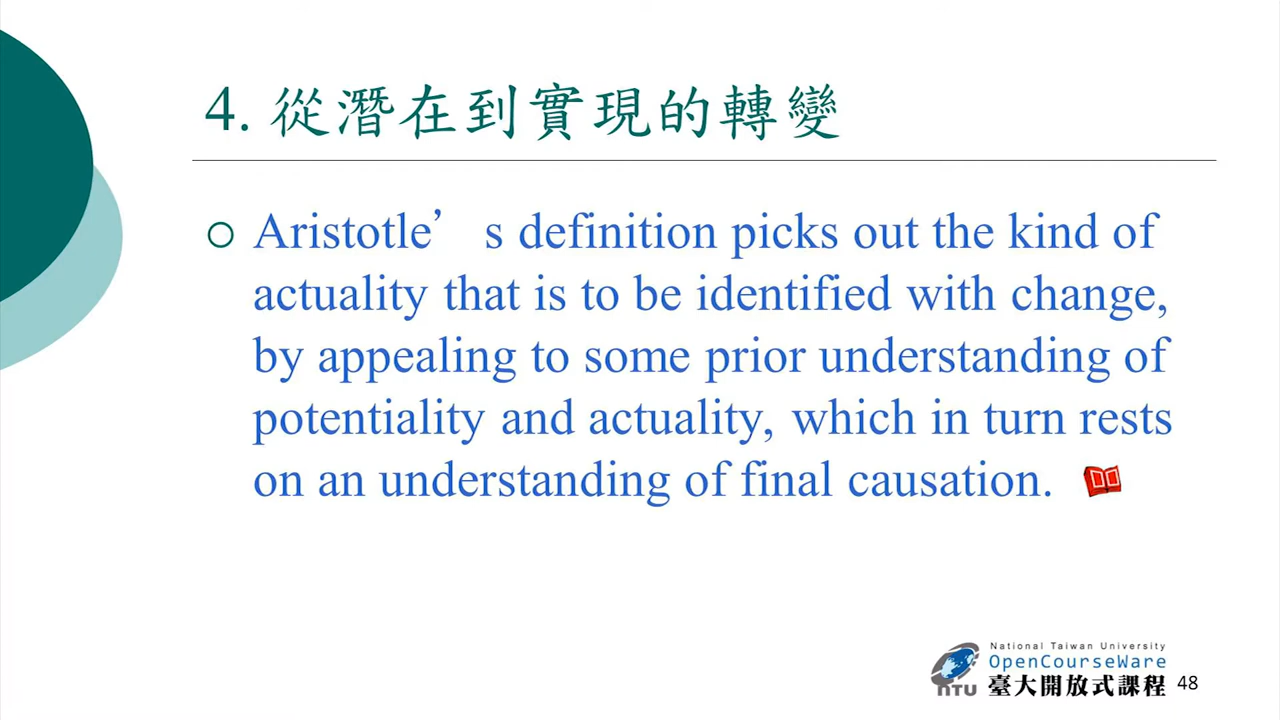 4. 從潛在到實現的轉變
Aristotle’ s definition picks out the kind of
actuality that is to be identified with change,
by appealing to some prior understanding of
potentiality and actuality, which in turn rests
on an understanding of final causation.
National Taiwan University
OpenCourseWare
NTU 臺大開放式課程 48